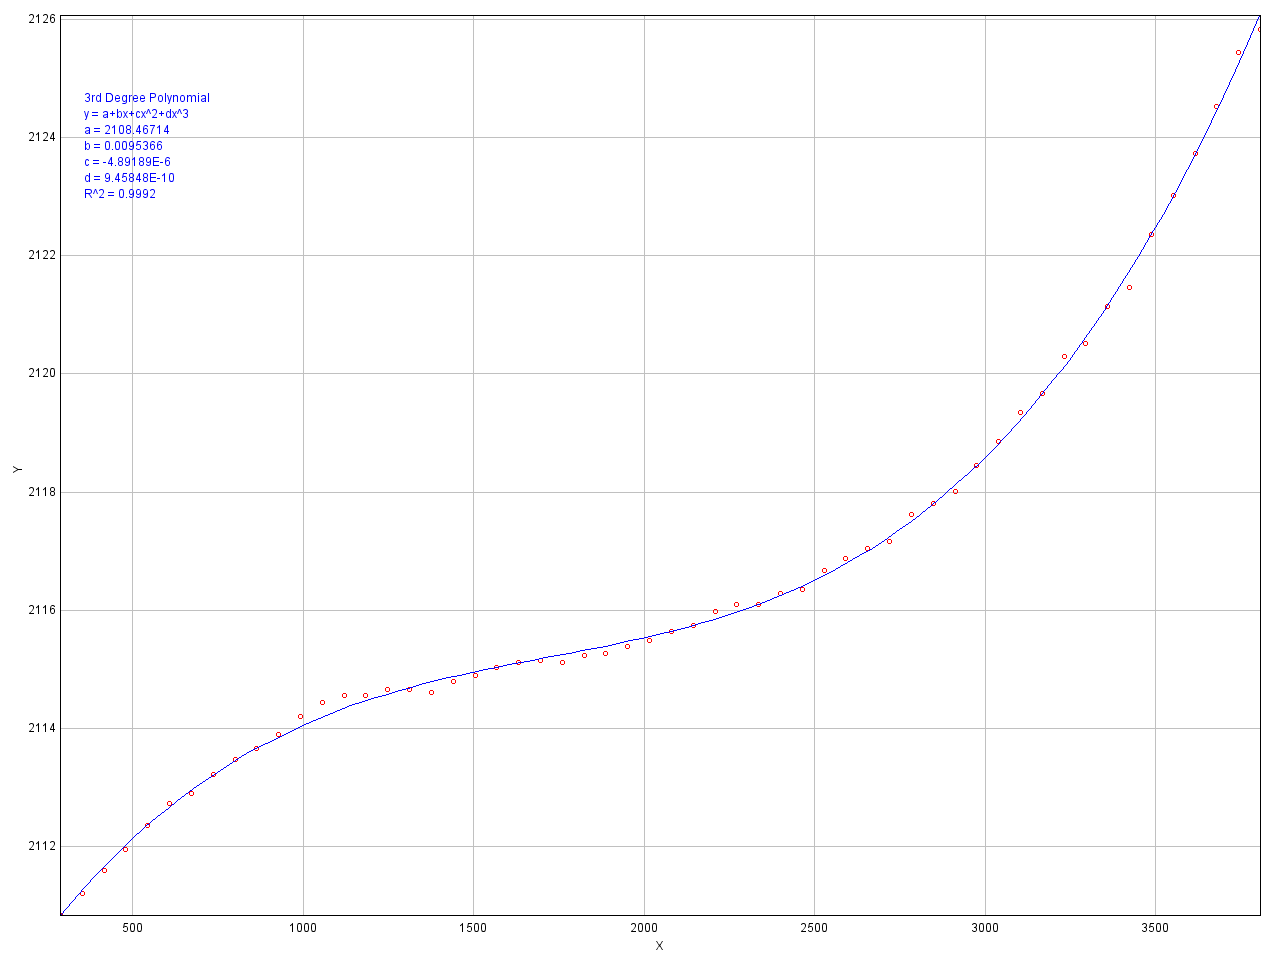 2126
3rd Degree Polynomial
y = a+bx+cx^2+dx^3
a = 2108.46714
b = 0.0095366
c = -4.89189E-6
d = 9.45848E-10
R^2 = 0.9992
2124
2122
2120
2118
2116
2114
2112
Y
500 1000 1500 2000 2500 3000 3500
X